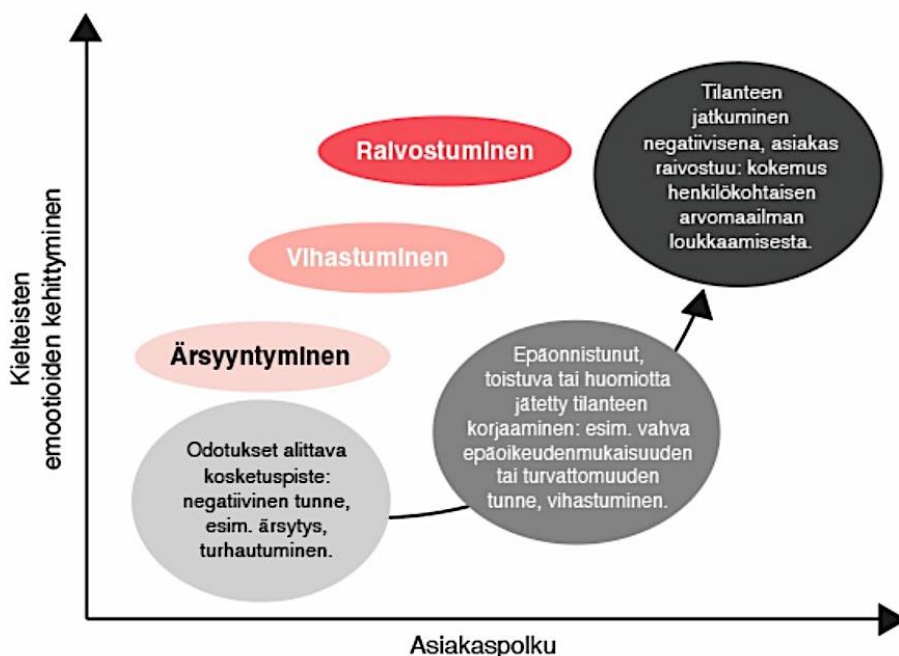 Kielteisten
emootioiden kehittyminen
Raivostuminen
Vihastuminen
Ärsyyntyminen
Odotukset alittava
kosketuspiste:
negatiivinen tunne,
esim. ärsytys,
turhautuminen.
Epäonnistunut,
toistuva tai huomiotta
jätetty tilanteen
korjaaminen: esim. vahva
epäoikeudenmukaisuuden
tai turvattomuuden
tunne, vihastuminen.
Tilanteen
jatkuminen
negatiivisena, asiakas
raivostuu: kokemus
henkilökohtaisen
arvomaailman
loukkaamisesta.
Asiakaspolku